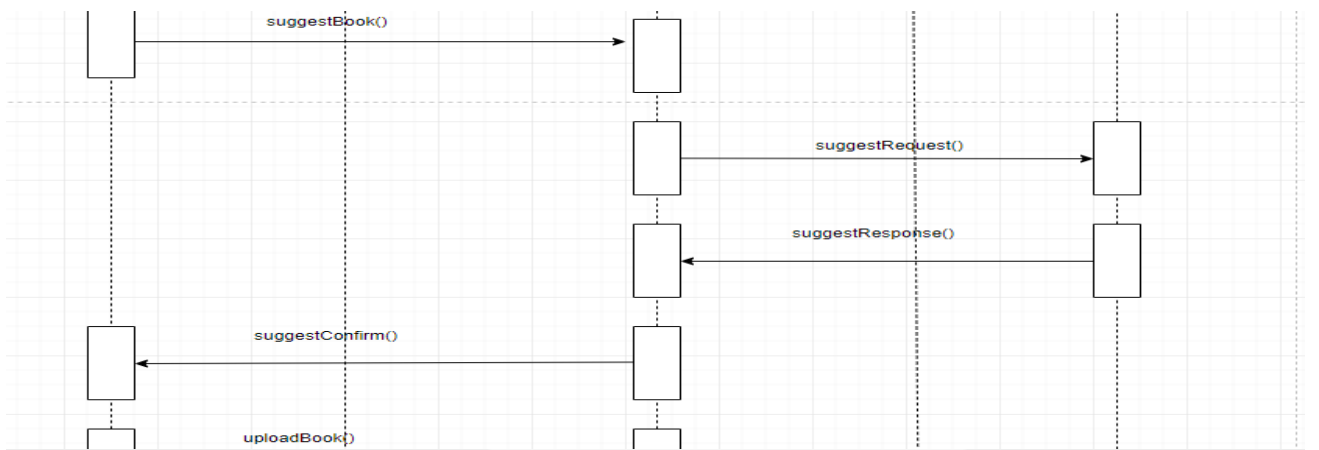 suggestBook()
suggestRequest()
suggestResponse()
suggestConfirm()
uploadBook()